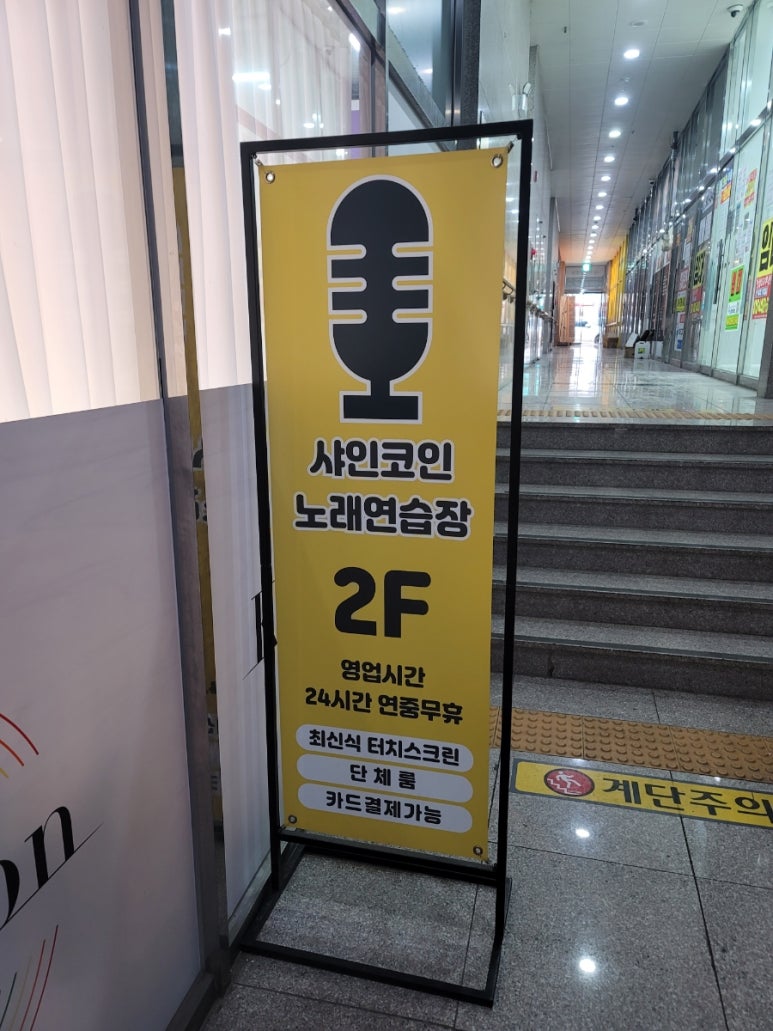 샤인코인
노래연습장
2F
영업시간
24시간 연중무휴
최신식 터치스크린
단체룸
카드결제가능
계단주의
on